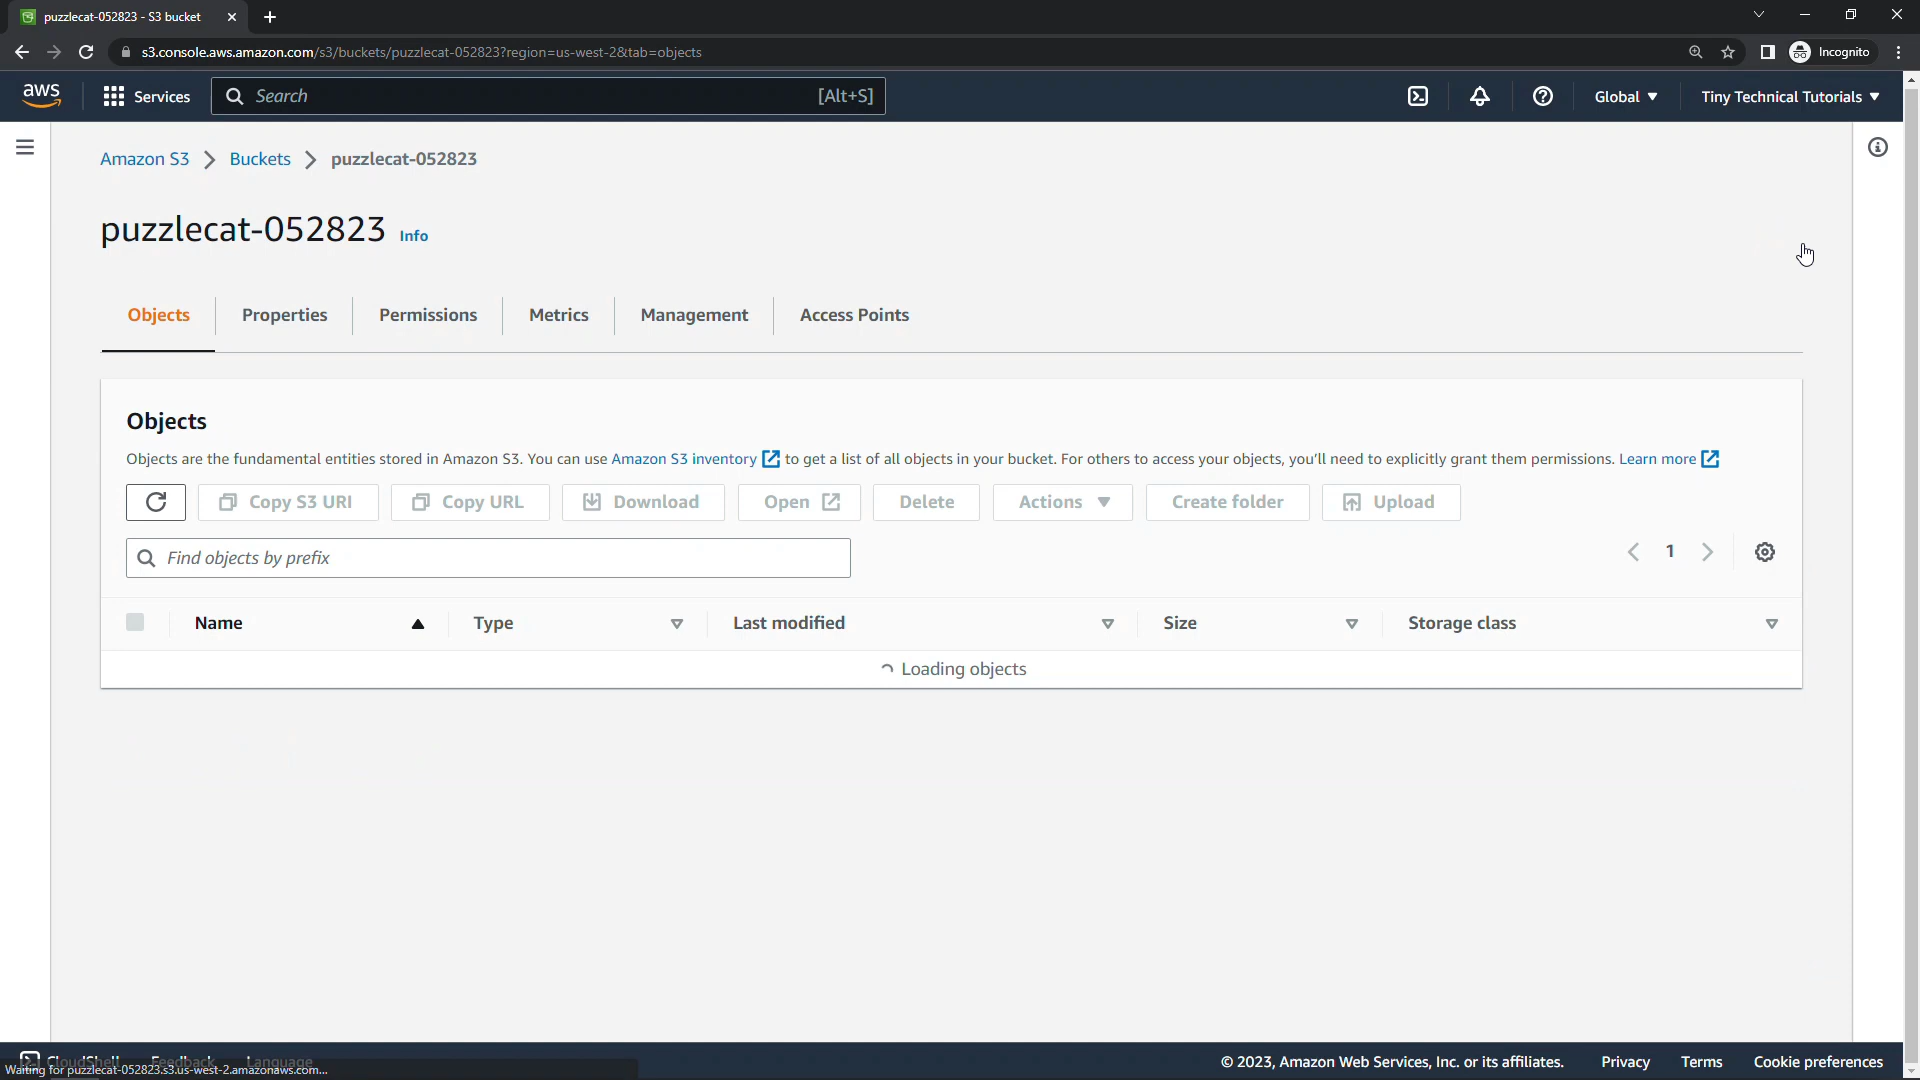 puzzlecat-052823 - S3 bucket
s3.console.aws.amazon.com/s3/buckets/puzzlecat-052823?region=us-west-2&tab=objects
Incognito
aws
Services
Search
[Alt+S]
Global
Tiny Technical Tutorials
Amazon S3
Buckets
puzzlecat-052823
puzzlecat-052823 Info
Objects
Properties
Permissions
Metrics
Management
Access Points
Objects
Objects are the fundamental entities stored in Amazon S3. You can use Amazon S3 inventory to get a list of all objects in your bucket. For others to access your objects, you'll need to explicitly grant them permissions. Learn more
Copy S3 URI
Copy URL
Download
Open
Delete
Actions
Create folder
Upload
Find objects by prefix
1
Name
Type
Last modified
Size
Storage class
Loading objects
CloudShell
Feedback
Language
Waiting for puzzlecat-052823.s3.us-west-2.amazonaws.com...
© 2023, Amazon Web Services, Inc. or its affiliates.
Privacy
Terms
Cookie preferences